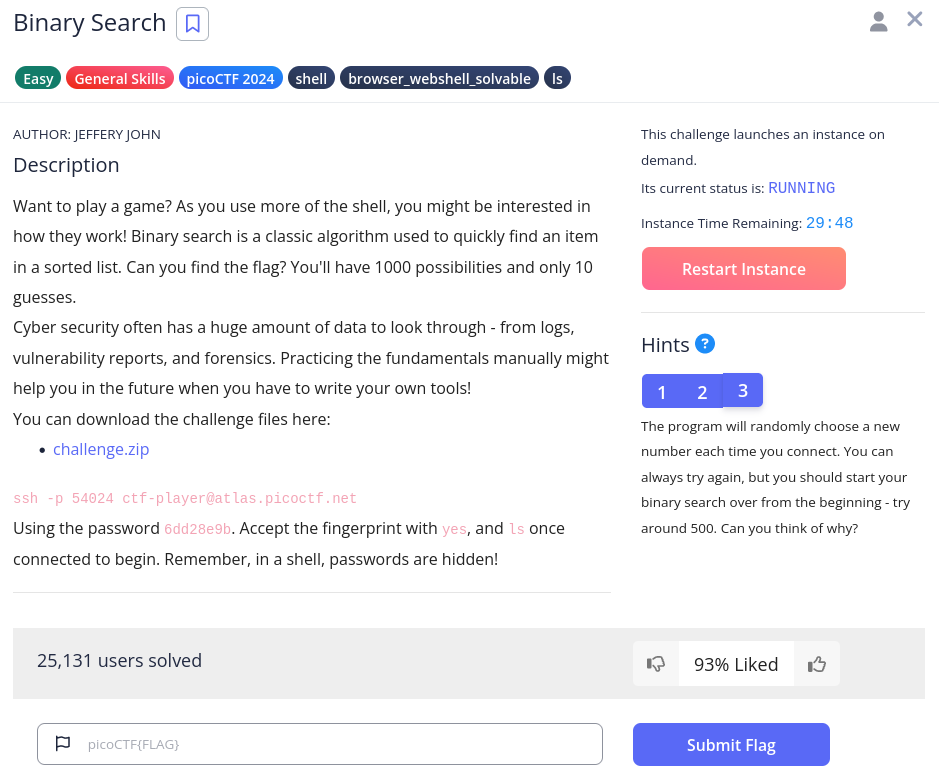 Binary Search
Easy General Skills picoCTF 2024 shell browser_webshell_solvable ls
AUTHOR: JEFFERY JOHN
Description
Want to play a game? As you use more of the shell, you might be interested in
how they work! Binary search is a classic algorithm used to quickly find an item
in a sorted list. Can you find the flag? You'll have 1000 possibilities and only 10
guesses.
Cyber security often has a huge amount of data to look through - from logs,
vulnerability reports, and forensics. Practicing the fundamentals manually might
help you in the future when you have to write your own tools!
You can download the challenge files here:
• challenge.zip
ssh -p 54024 ctf-player@atlas.picoctf.net
Using the password 6dd28e9b. Accept the fingerprint with yes, and ls once
connected to begin. Remember, in a shell, passwords are hidden!
This challenge launches an instance on
demand.
Its current status is: RUNNING
Instance Time Remaining: 29:48
Restart Instance
Hints ?
1 2 3
The program will randomly choose a new
number each time you connect. You can
always try again, but you should start your
binary search over from the beginning - try
around 500. Can you think of why?
25,131 users solved
93% Liked
picoCTF{FLAG}
Submit Flag